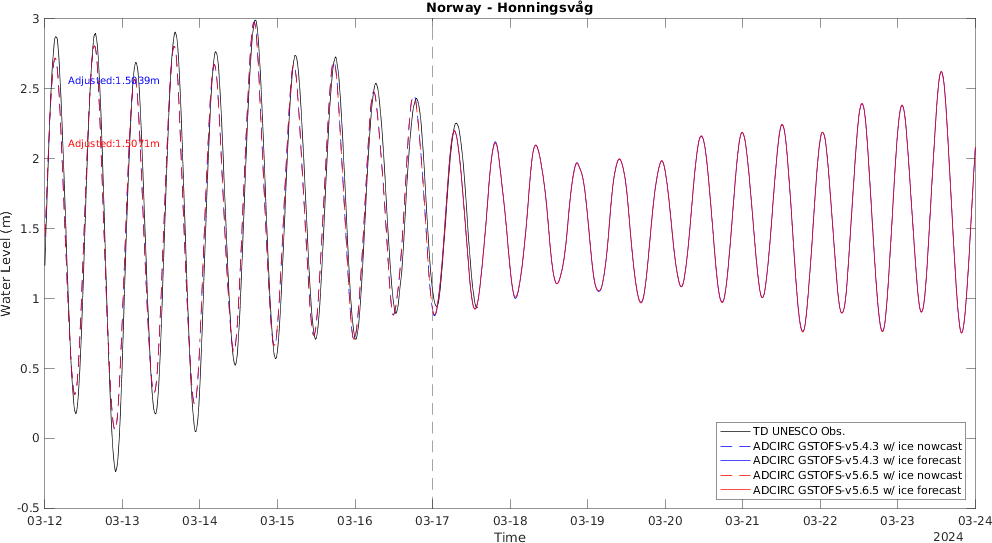 Norway - Honningsvåg
3
2.5
2
1.5
1
0.5
0
-0.5
Water Level (m)
Adjusted:1.5039m
Adjusted:1.5071m
TD UNESCO Obs.
ADCIRC GSTOFS-v5.4.3 w/ ice nowcast
ADCIRC GSTOFS-v5.4.3 w/ ice forecast
ADCIRC GSTOFS-v5.6.5 w/ ice nowcast
ADCIRC GSTOFS-v5.6.5 w/ ice forecast
03-12 03-13 03-14 03-15 03-16 03-17 03-18 03-19 03-20 03-21 03-22 03-23 03-24
Time
2024